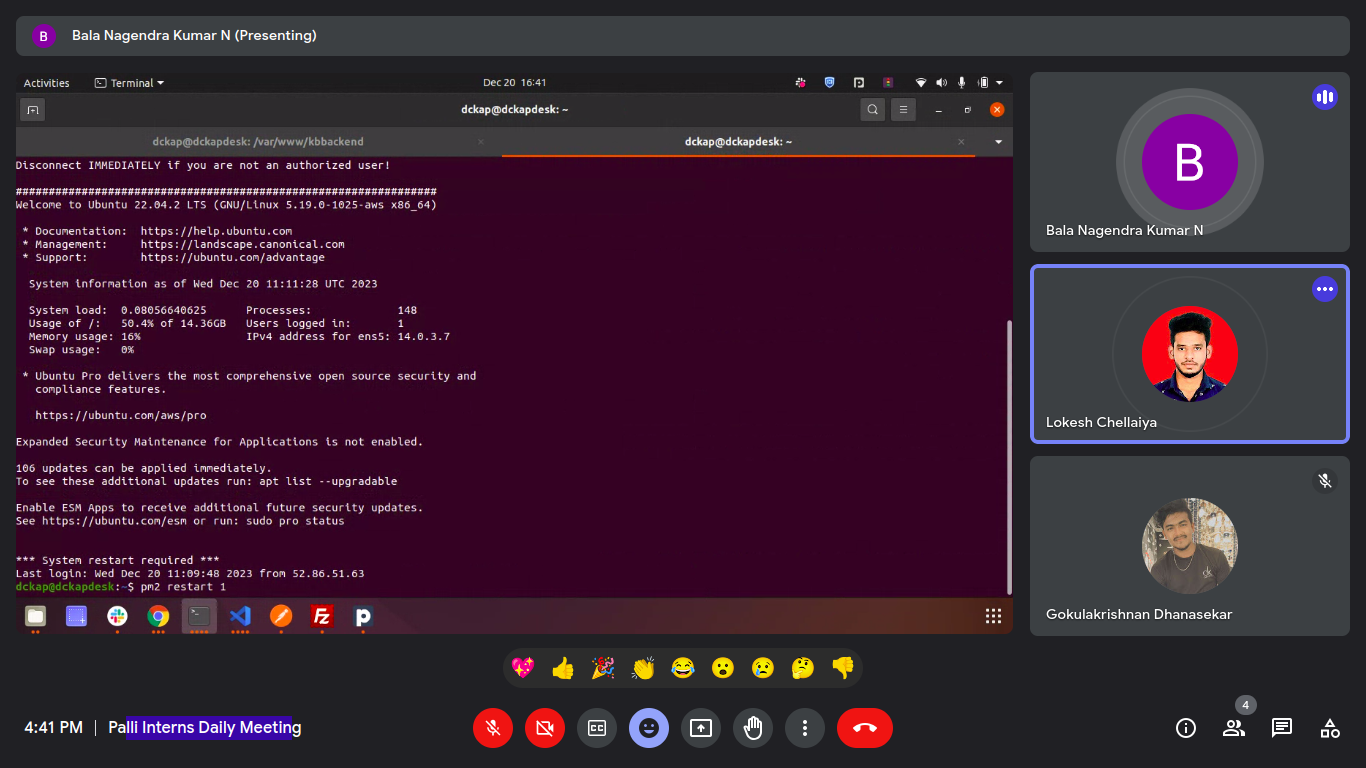 B Bala Nagendra Kumar N (Presenting)
Activities Terminal Dec 20 16:41
dckap@dckapdesk: ~
dckap@dckapdesk: /var/www/kbbackend × dckap@dckapdesk: ~ ×
Disconnect IMMEDIATELY if you are not an authorized user!
################################################################
Welcome to Ubuntu 22.04.2 LTS (GNU/Linux 5.19.0-1025-aws x86_64)
* Documentation: https://help.ubuntu.com
* Management: https://landscape.canonical.com
* Support: https://ubuntu.com/advantage
System information as of Wed Dec 20 11:11:28 UTC 2023
System load: 0.08056640625 Processes: 148
Usage of /: 50.4% of 14.36GB Users logged in: 1
Memory usage: 16% IPv4 address for ens5: 14.0.3.7
Swap usage: 0%
* Ubuntu Pro delivers the most comprehensive open source security and
compliance features.
https://ubuntu.com/aws/pro
Expanded Security Maintenance for Applications is not enabled.
106 updates can be applied immediately.
To see these additional updates run: apt list --upgradable
Enable ESM Apps to receive additional future security updates.
See https://ubuntu.com/esm or run: sudo pro status
*** System restart required ***
Last login: Wed Dec 20 11:09:48 2023 from 52.86.51.63
dckap@dckapdesk:~$ pm2 restart 1
Fz
B
Bala Nagendra Kumar N
Lokesh Chellaiya
Gokulakrishnan Dhanasekar
4:41 PM | Palli Interns Daily Meeting
CC
4